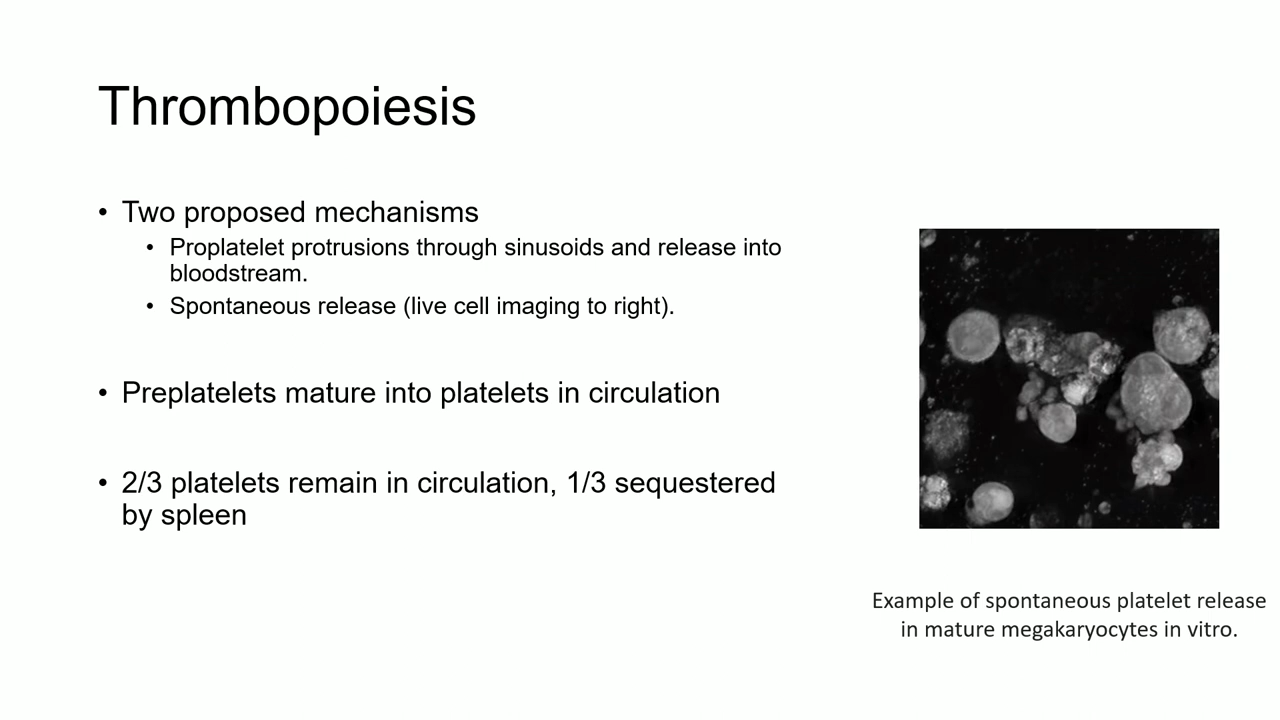 Thrombopoiesis
• Two proposed mechanisms
• Proplatelet protrusions through sinusoids and release into
bloodstream.
• Spontaneous release (live cell imaging to right).
• Preplatelets mature into platelets in circulation
• 2/3 platelets remain in circulation, 1/3 sequestered
by spleen
Example of spontaneous platelet release
in mature megakaryocytes in vitro.